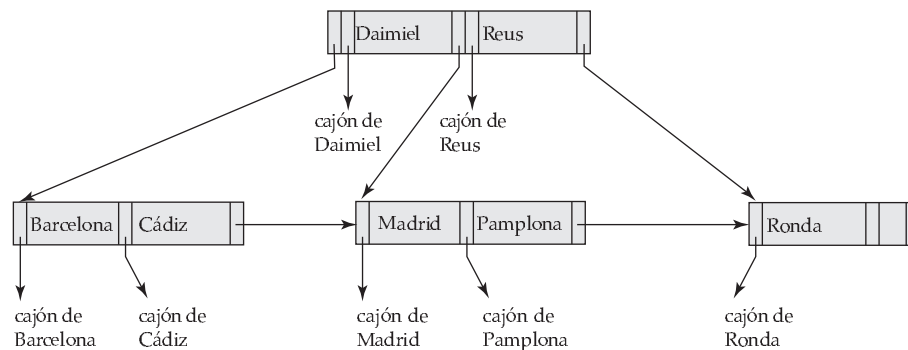 Daimiel Reus
cajón de
Daimiel
cajón de
Reus
Barcelona Cádiz
Madrid Pamplona
Ronda
cajón de
Barcelona
cajón de
Cádiz
cajón de
Madrid
cajón de
Pamplona
cajón de
Ronda